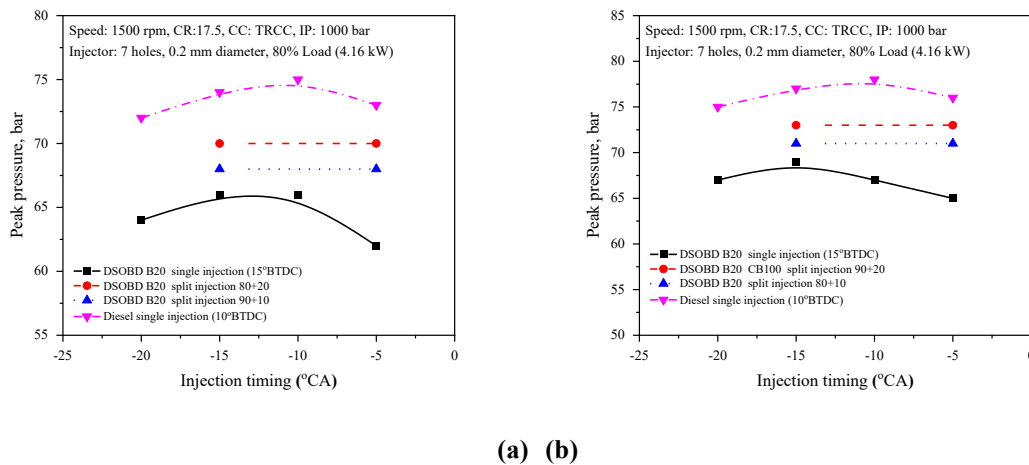 Speed: 1500 rpm, CR:17.5, CC: TRCC, IP: 1000 bar
Injector: 7 holes, 0.2 mm diameter, 80% Load (4.16 kW)
80
75
70
65
60
55
Peak pressure, bar
DSOBD B20 single injection (15°BTDC)
DSOBD B20 split injection 80+20
DSOBD B20 split injection 90+10
Diesel single injection (10°BTDC)
-25 -20 -15 -10 -5 0
Injection timing (°CA)
Speed: 1500 rpm, CR:17.5, CC: TRCC, IP: 1000 bar
Injector: 7 holes, 0.2 mm diameter, 80% Load (4.16 kW)
85
80
75
70
65
60
55
50
Peak pressure, bar
DSOBD B20 single injection (15°BTDC)
DSOBD B20 CB100 split injection 90+20
DSOBD B20 split injection 80+10
Diesel single injection (10°BTDC)
-25 -20 -15 -10 -5 0
Injection timing (°CA)
(a) (b)